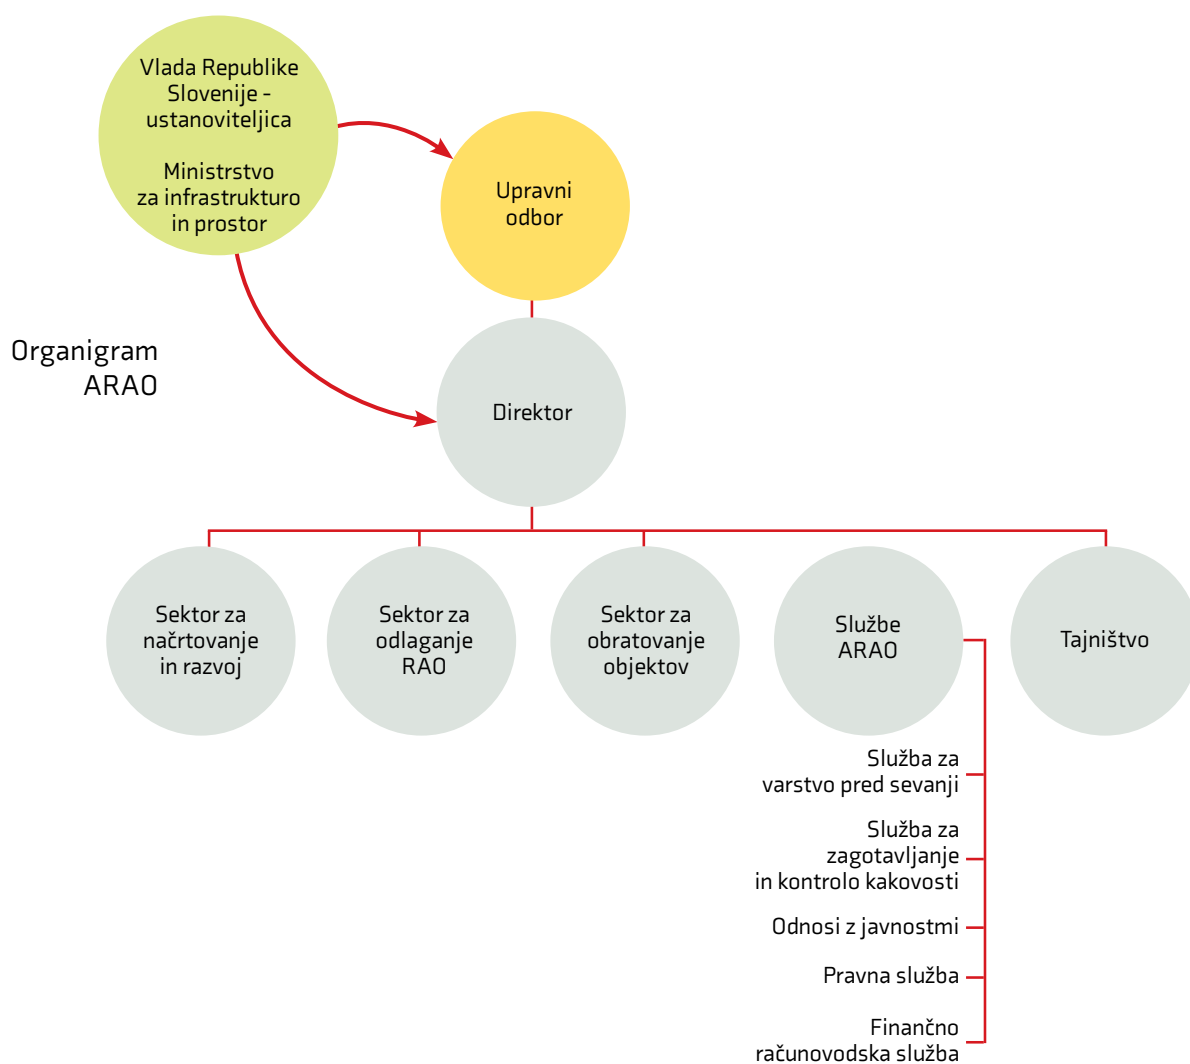 Vlada Republike
Slovenije -
ustanoviteljica
Ministrstvo
za infrastrukturo
in prostor
Upravni
odbor
Organigram
ARAO
Direktor
Sektor za
načrtovanje
in razvoj
Sektor za
odlaganje
RAO
Sektor za
obratovanje
objektov
Službe
ARAO
Tajništvo
Služba za
varstvo pred sevanji
Služba za
zagotavljanje
in kontrolo kakovosti
Odnosi z javnostmi
Pravna služba
Finančno
računovodska služba